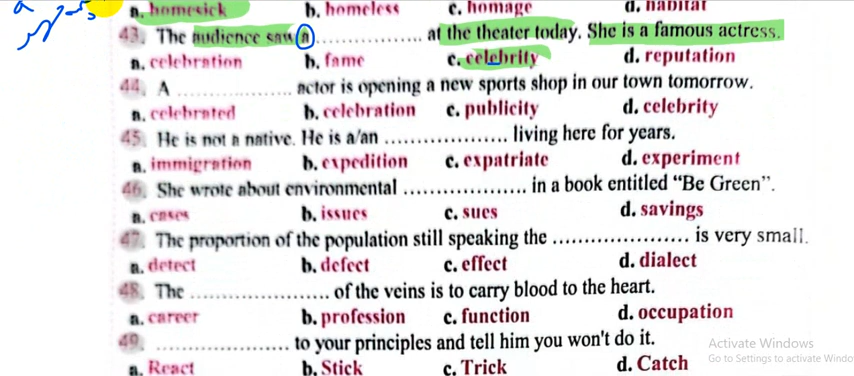 a. homesick b. homeless c. homage d. habitat
43. The audience saw a .................. at the theater today. She is a famous actress.
a. celebration b. fame c. celebrity d. reputation
44. A .................. actor is opening a new sports shop in our town tomorrow.
a. celebrated b. celebration c. publicity d. celebrity
45. He is not a native. He is a/an .................. living here for years.
a. immigration b. expedition c. expatriate d. experiment
46. She wrote about environmental .................. in a book entitled “Be Green”.
a. cases b. issues c. sues d. savings
47. The proportion of the population still speaking the .................. is very small.
a. detect b. defect c. effect d. dialect
48. The .................. of the veins is to carry blood to the heart.
a. career b. profession c. function d. occupation
49. .................. to your principles and tell him you won't do it.
a. React b. Stick c. Trick d. Catch
Activate Windows
Go to Settings to activate Windo